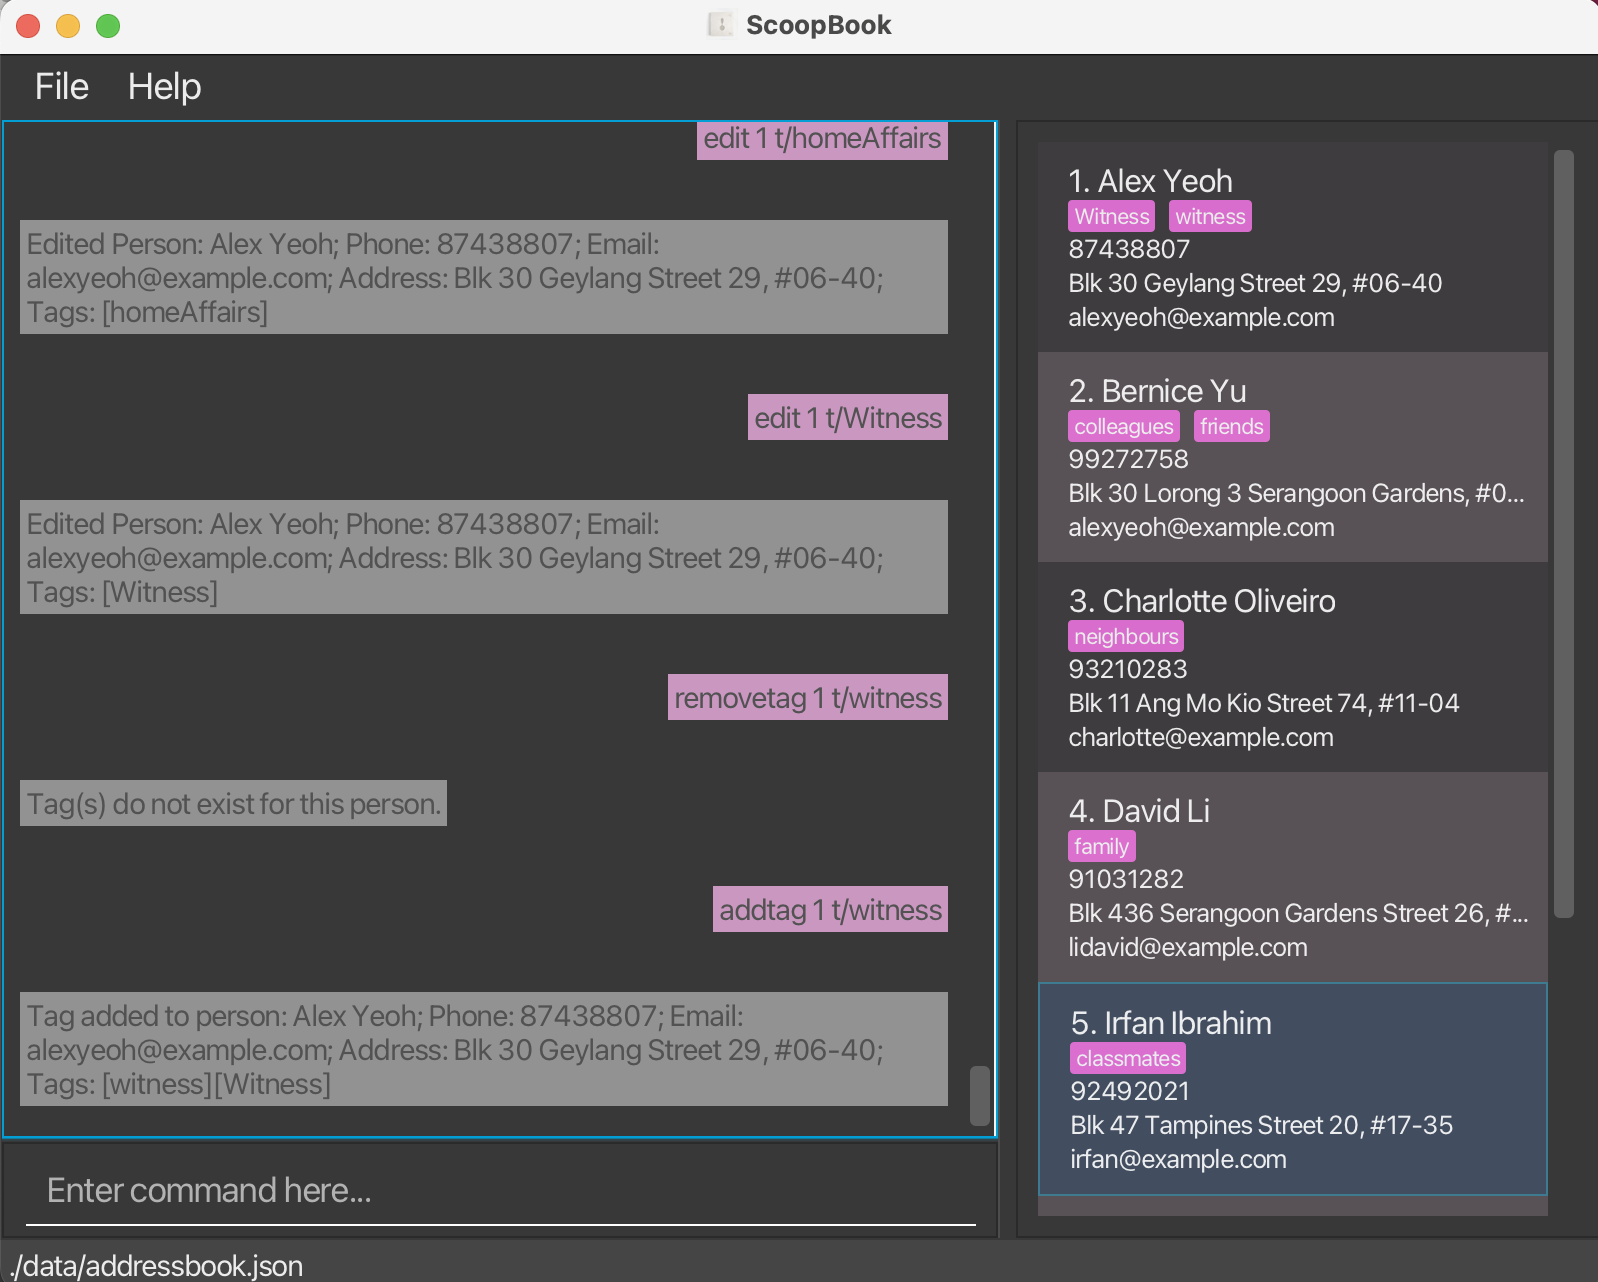 ScoopBook
File Help
edit 1 t/homeAffairs
Edited Person: Alex Yeoh; Phone: 87438807; Email:
alexyeoh@example.com; Address: Blk 30 Geylang Street 29, #06-40;
Tags: [homeAffairs]
edit 1 t/Witness
Edited Person: Alex Yeoh; Phone: 87438807; Email:
alexyeoh@example.com; Address: Blk 30 Geylang Street 29, #06-40;
Tags: [Witness]
removetag 1 t/witness
Tag(s) do not exist for this person.
addtag 1 t/witness
Tag added to person: Alex Yeoh; Phone: 87438807; Email:
alexyeoh@example.com; Address: Blk 30 Geylang Street 29, #06-40;
Tags: [witness][Witness]
Enter command here...
1. Alex Yeoh
Witness witness
87438807
Blk 30 Geylang Street 29, #06-40
alexyeoh@example.com
2. Bernice Yu
colleagues friends
99272758
Blk 30 Lorong 3 Serangoon Gardens, #0...
alexyeoh@example.com
3. Charlotte Oliveiro
neighbours
93210283
Blk 11 Ang Mo Kio Street 74, #11-04
charlotte@example.com
4. David Li
family
91031282
Blk 436 Serangoon Gardens Street 26, #...
lidavid@example.com
5. Irfan Ibrahim
classmates
92492021
Blk 47 Tampines Street 20, #17-35
irfan@example.com
./data/addressbook.json